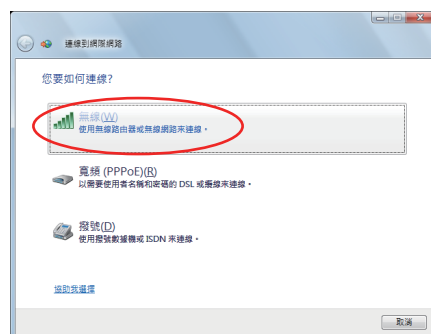 連線到網際網路
您要如何連線?
無線(W)
使用無線路由器或無線網路來連線。
寬頻 (PPPoE)(R)
以需要使用者名稱和密碼的 DSL 或纜線來連線。
撥號(D)
使用撥號數據機或 ISDN 來連線。
協助我選擇
取消